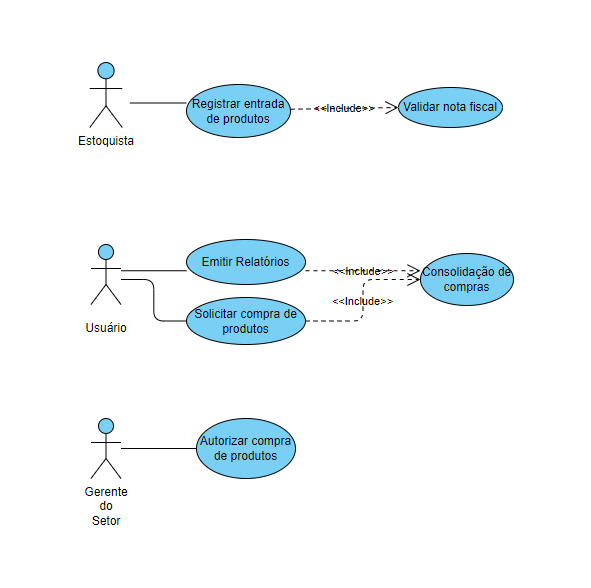 Registrar entrada
de produtos
<<Include>>
Validar nota fiscal
Estoquista
Emitir Relatórios
<<Include>>
Consolidação de
compras
<<Include>>
Solicitar compra de
produtos
Usuário
Autorizar compra
de produtos
Gerente
do
Setor